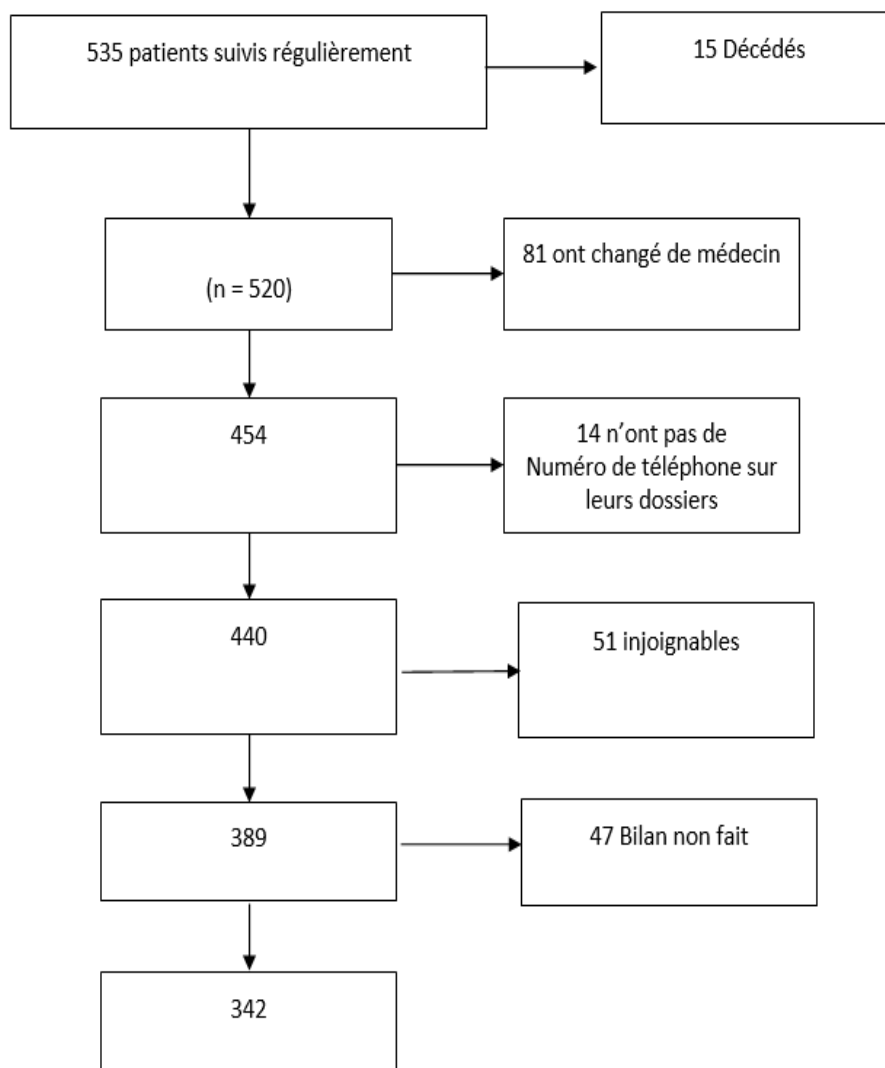 535 patients suivis régulièrement
15 Décédés
(n = 520)
81 ont changé de médecin
454
14 n’ont pas de
Numéro de téléphone sur
leurs dossiers
440
51 injoignables
389
47 Bilan non fait
342